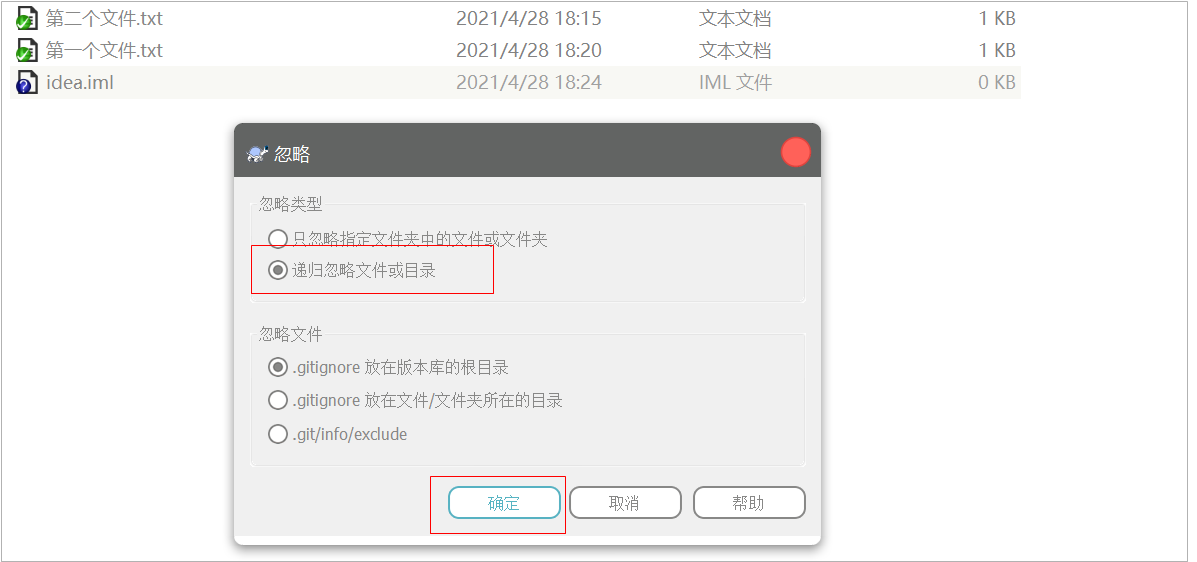 第二个文件.txt 2021/4/28 18:15 文本文档 1 KB
第一个文件.txt 2021/4/28 18:20 文本文档 1 KB
idea.iml 2021/4/28 18:24 IML 文件 0 KB
忽略
忽略类型
只忽略指定文件夹中的文件或文件夹
递归忽略文件或目录
忽略文件
.gitignore 放在版本库的根目录
.gitignore 放在文件/文件夹所在的目录
.git/info/exclude
确定 取消 帮助